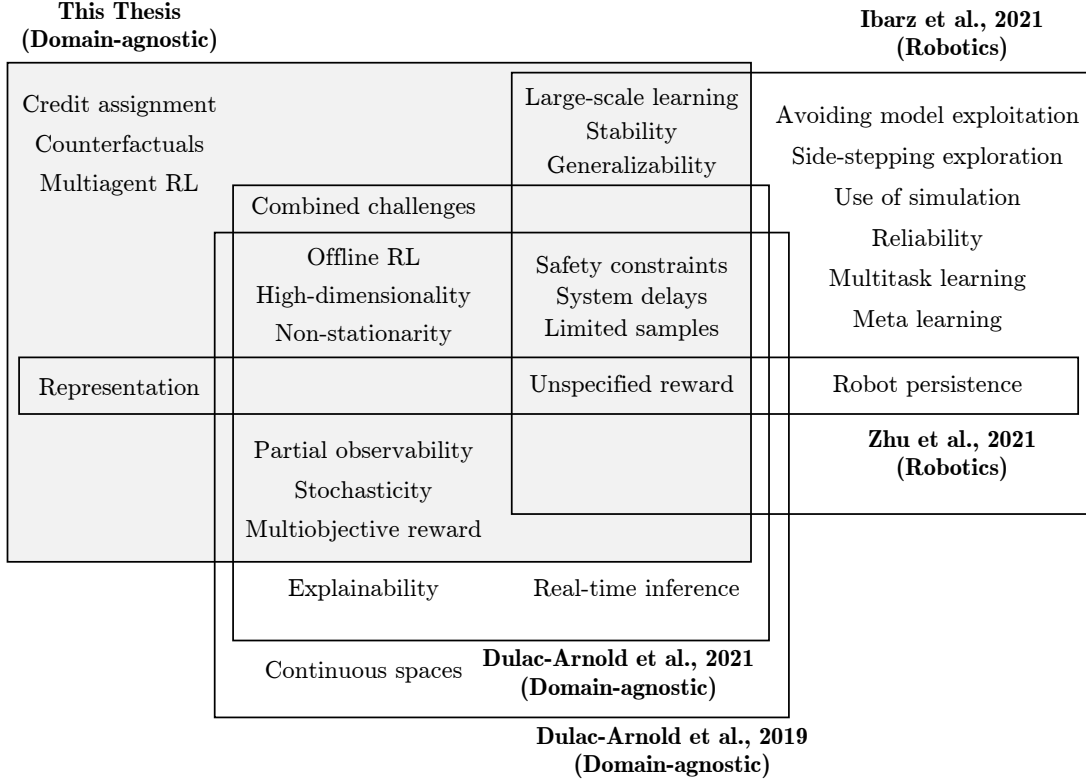 This Thesis
(Domain-agnostic)
Ibarz et al., 2021
(Robotics)
Credit assignment
Counterfactuals
Multiagent RL
Large-scale learning
Stability
Generalizability
Avoiding model exploitation
Side-stepping exploration
Use of simulation
Reliability
Multitask learning
Meta learning
Combined challenges
Offline RL
High-dimensionality
Non-stationarity
Safety constraints
System delays
Limited samples
Representation
Unspecified reward
Robot persistence
Zhu et al., 2021
(Robotics)
Partial observability
Stochasticity
Multiobjective reward
Explainability
Real-time inference
Continuous spaces
Dulac-Arnold et al., 2021
(Domain-agnostic)
Dulac-Arnold et al., 2019
(Domain-agnostic)